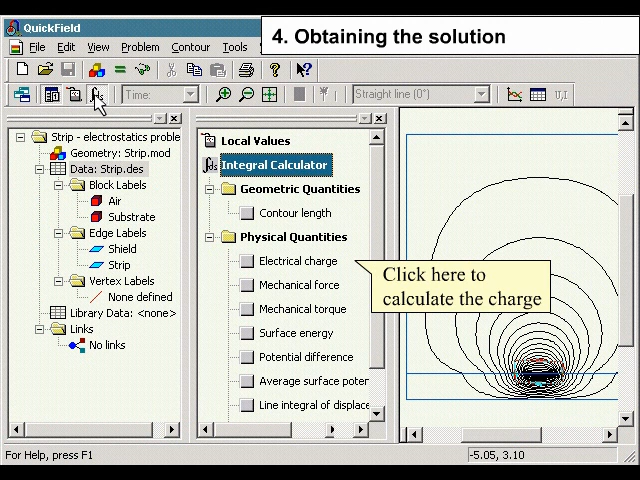 QuickField
4. Obtaining the solution
File Edit View Problem Contour Tools
Time:
Straight line (0°)
Strip - electrostatics proble
Geometry: Strip.mod
Data: Strip.des
Block Labels
Air
Substrate
Edge Labels
Shield
Strip
Vertex Labels
None defined
Library Data: <none>
Links
No links
Local Values
Integral Calculator
Geometric Quantities
Contour length
Physical Quantities
Electrical charge
Mechanical force
Mechanical torque
Surface energy
Potential difference
Average surface poter
Line integral of displace
Click here to
calculate the charge
For Help, press F1
-5.05, 3.10